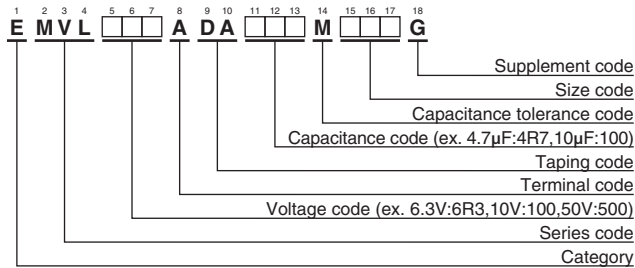 1 2 3 4 5 6 7 8 9 10 11 12 13 14 15 16 17 18
E M V L A D A M G
Supplement code
Size code
Capacitance tolerance code
Capacitance code (ex. 4.7µF:4R7,10µF:100)
Taping code
Terminal code
Voltage code (ex. 6.3V:6R3,10V:100,50V:500)
Series code
Category